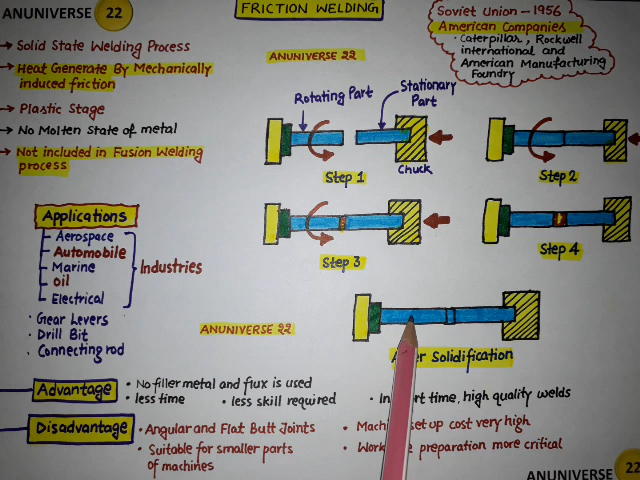 ANUNIVERSE 22
FRICTION WELDING
Soviet Union - 1956
American Companies
· Caterpillar, Rockwell
international and
American Manufacturing
Foundry
→ Solid State Welding Process
→ Heat Generate By Mechanically
induced friction
→ Plastic Stage
→ No Molten State of metal
→ Not included in Fusion Welding
process
ANUNIVERSE 22
Rotating Part
Stationary
Part
Chuck
Step 1
Step 2
Step 3
Step 4
Applications
Aerospace
Automobile
Marine
Oil
Electrical
Industries
· Gear Levers
· Drill Bit
· Connecting rod
ANUNIVERSE 22
Solidification
Advantage
· No filler metal and flux is used
· less time
· less skill required
· time, high quality welds
Disadvantage
· Angular and Flat Butt Joints
· Suitable for smaller parts
of machines
· set up cost very high
· preparation more critical
ANUNIVERSE 22